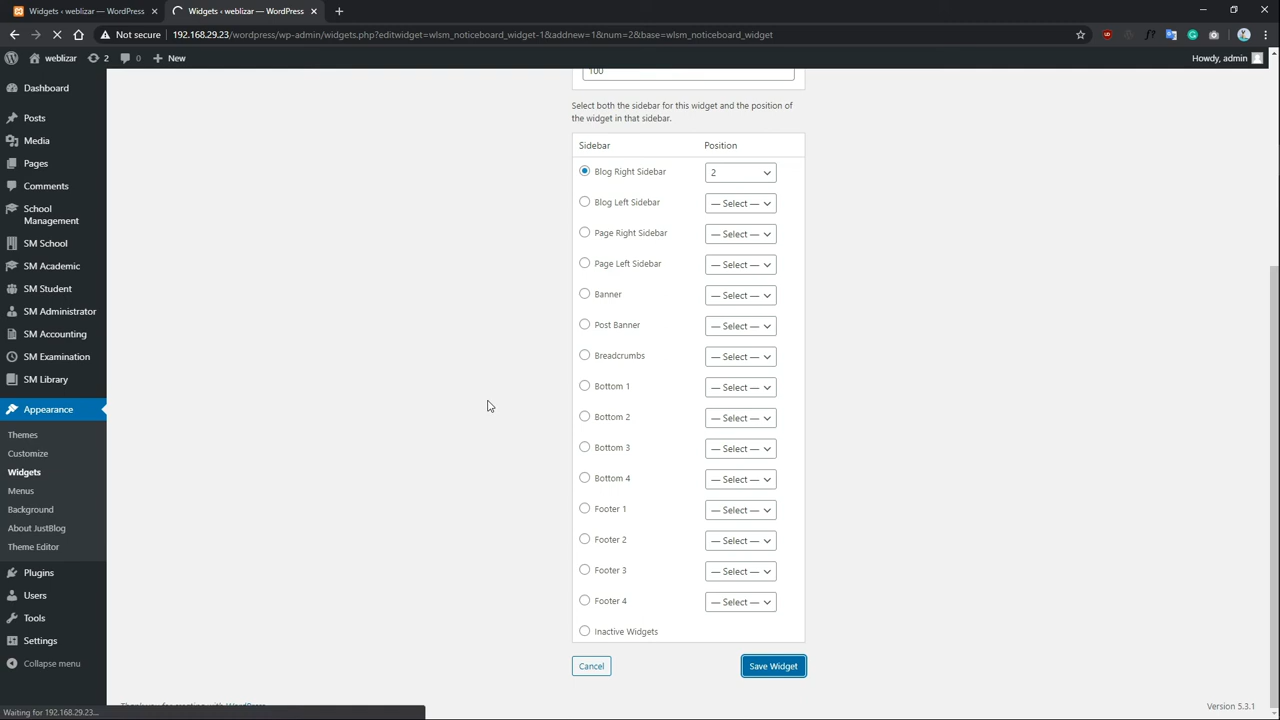 Widgets ‹ weblizar — WordPress
Widgets ‹ weblizar — WordPress
Not secure
192.168.29.23/wordpress/wp-admin/widgets.php?editwidget=wlsm_noticeboard_widget-1&addnew=1&num=2&base=wlsm_noticeboard_widget
weblizar 2 0 New
Howdy, admin
Dashboard
Posts
Media
Pages
Comments
School
Management
SM School
SM Academic
SM Student
SM Administrator
SM Accounting
SM Examination
SM Library
Appearance
Themes
Customize
Widgets
Menus
Background
About JustBlog
Theme Editor
Plugins
Users
Tools
Settings
Collapse menu
100
Select both the sidebar for this widget and the position of
the widget in that sidebar.
Sidebar Position
Blog Right Sidebar 2
Blog Left Sidebar — Select —
Page Right Sidebar — Select —
Page Left Sidebar — Select —
Banner — Select —
Post Banner — Select —
Breadcrumbs — Select —
Bottom 1 — Select —
Bottom 2 — Select —
Bottom 3 — Select —
Bottom 4 — Select —
Footer 1 — Select —
Footer 2 — Select —
Footer 3 — Select —
Footer 4 — Select —
Inactive Widgets
Cancel Save Widget
Thank you for creating with WordPress.
Version 5.3.1
Waiting for 192.168.29.23...